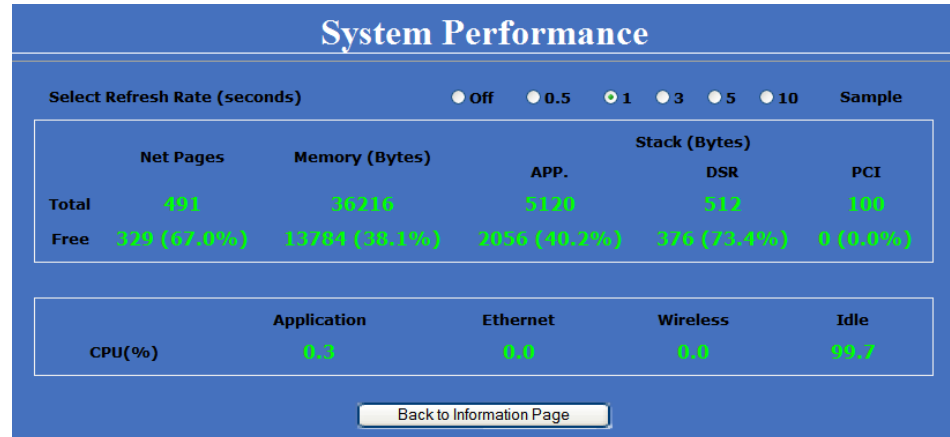 System Performance
Select Refresh Rate (seconds) Off 0.5 1 3 5 10 Sample
Stack (Bytes)
Net Pages Memory (Bytes)
APP. DSR PCI
Total 491 36216 5120 512 100
Free 329 (67.0%) 13784 (38.1%) 2056 (40.2%) 376 (73.4%) 0 (0.0%)
Application Ethernet Wireless Idle
CPU(%) 0.3 0.0 0.0 99.7
Back to Information Page